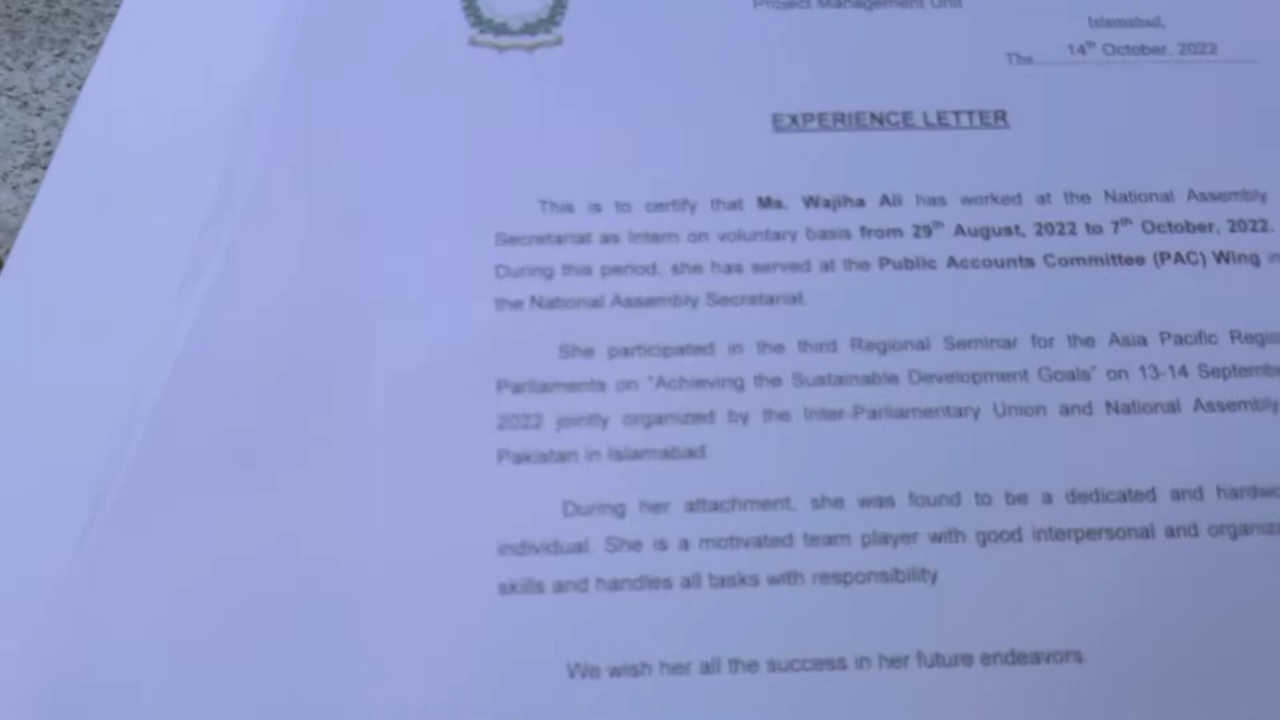 Project Management Unit
Islamabad,
The 14th October, 2022
EXPERIENCE LETTER
This is to certify that Ms. Wajiha Ali has worked at the National Assembly
Secretariat as Intern on voluntary basis from 29th August, 2022 to 7th October, 2022.
During this period, she has served at the Public Accounts Committee (PAC) Wing
the National Assembly Secretariat.
She participated in the third Regional Seminar for the Asia Pacific
Parliaments on "Achieving the Sustainable Development Goals" on 13-14
2022 jointly organized by the Inter-Parliamentary Union and National Assembly
Pakistan in Islamabad.
During her attachment, she was found to be a dedicated and
individual. She is a motivated team player with good interpersonal and
skills and handles all tasks with responsibility
We wish her all the success in her future endeavors